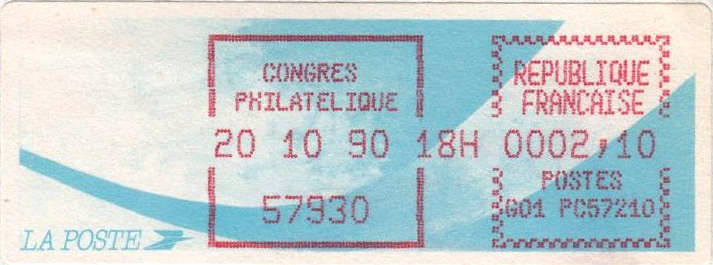 CONGRES
PHILATELIQUE
REPUBLIQUE
FRANCAISE
20 10 90 18H 0002,10
57930
POSTES
G01 PC57210
LA POSTE